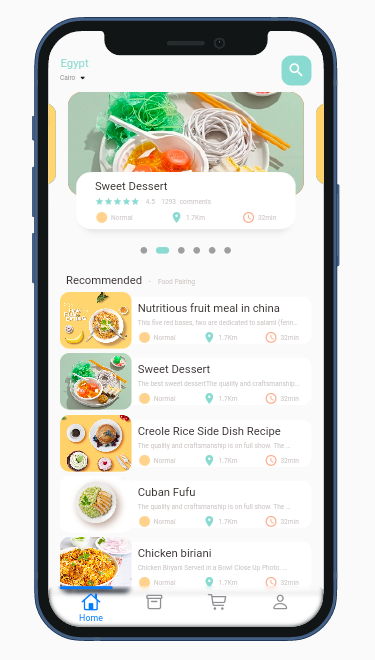 Egypt
Cairo
Sweet Dessert
4.5 1293 comments
Normal 1.7Km 32min
Recommended · Food Pairing
Nutritious fruit meal in china
This five red bases, two are dedicated to salami (fenn...
Normal 1.7Km 32min
Sweet Dessert
The best sweet dessertThe quality and craftsmanship...
Normal 1.7Km 32min
Creole Rice Side Dish Recipe
The quality and craftsmanship is on full show. The ...
Normal 1.7Km 32min
Cuban Fufu
The quality and craftsmanship is on full show. The ...
Normal 1.7Km 32min
Chicken biriani
Chicken Biryani Served in a Bowl Close Up Photo....
Normal 1.7Km 32min
Home